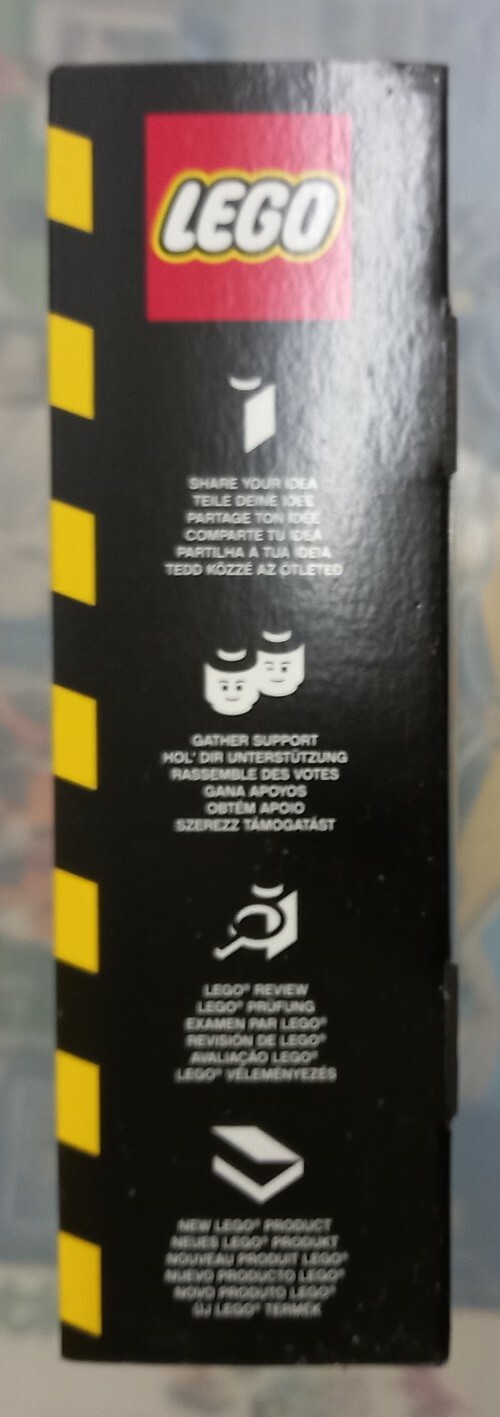 LEGO
SHARE YOUR IDEA
TEILE DEINE IDEE
PARTAGE TON IDÉE
COMPARTE TU IDEA
PARTILHA A TUA IDEIA
TEDD KÖZZÉ AZ ÖTLETED
GATHER SUPPORT
HOL' DIR UNTERSTÜTZUNG
RASSEMBLE DES VOTES
GANA APOYOS
OBTÉM APOIO
SZEREZZ TÁMOGATÁST
LEGO® REVIEW
LEGO® PRÜFUNG
EXAMEN PAR LEGO®
REVISIÓN DE LEGO®
AVALIAÇÃO LEGO®
LEGO® VÉLEMÉNYEZÉS
NEW LEGO® PRODUCT
NEUES LEGO® PRODUKT
NOUVEAU PRODUIT LEGO®
NUEVO PRODUCTO LEGO®
NOVO PRODUTO LEGO®
ÚJ LEGO® TERMÉK